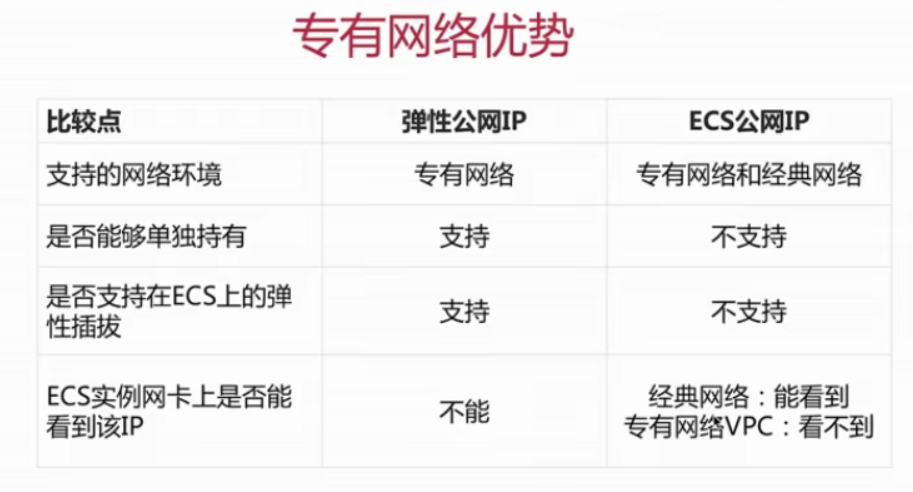 专有网络优势
比较点 弹性公网IP ECS公网IP
支持的网络环境 专有网络 专有网络和经典网络
是否能够单独持有 支持 不支持
是否支持在ECS上的弹
性插拔 支持 不支持
ECS实例网卡上是否能
看到该IP 不能 经典网络：能看到
专有网络VPC：看不到